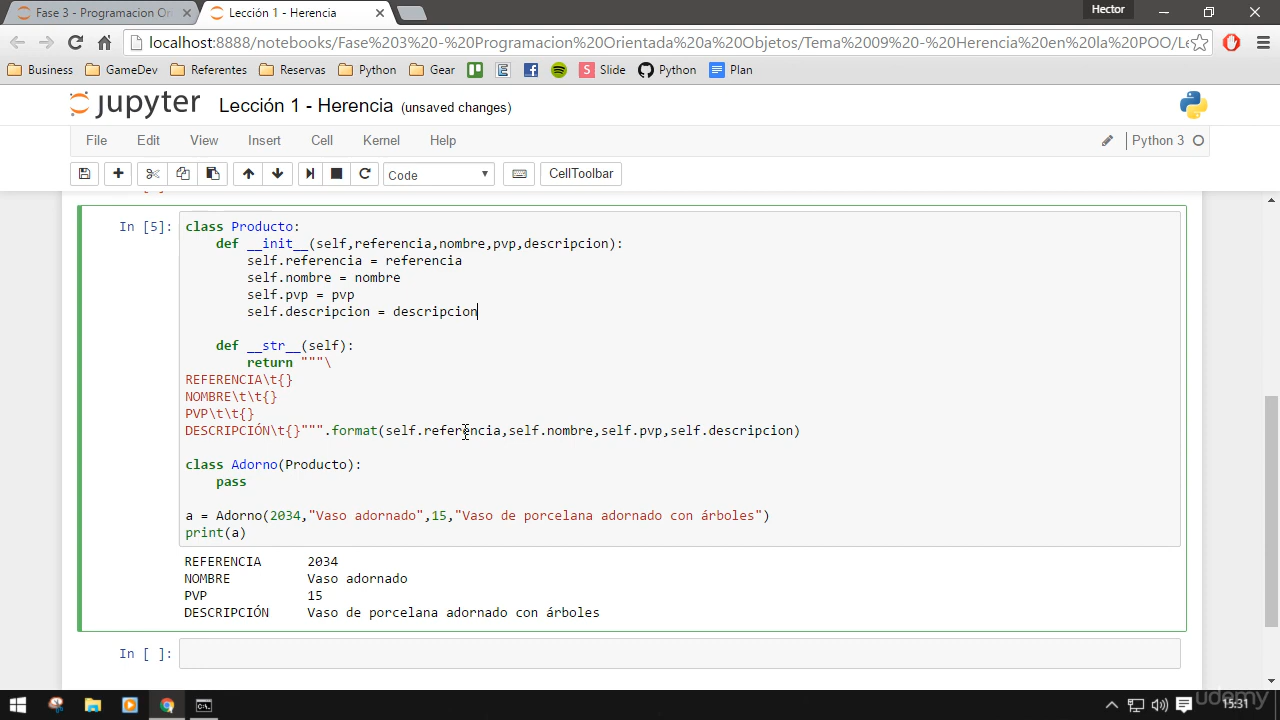 Fase 3 - Programacion Ori
Lección 1 - Herencia
Hector
localhost:8888/notebooks/Fase%203%20-%20Programacion%20Orientada%20a%20Objetos/Tema%2009%20-%20Herencia%20en%20la%20POO/Le
Business GameDev Referentes Reservas Python Gear Slide Python Plan
jupyter Lección 1 - Herencia (unsaved changes)
File Edit View Insert Cell Kernel Help
Python 3
Code CellToolbar
In [5]: class Producto:
def __init__(self,referencia,nombre,pvp,descripcion):
self.referencia = referencia
self.nombre = nombre
self.pvp = pvp
self.descripcion = descripcion
def __str__(self):
return """\
REFERENCIA\t{}
NOMBRE\t\t{}
PVP\t\t{}
DESCRIPCIÓN\t{}""".format(self.referencia,self.nombre,self.pvp,self.descripcion)
class Adorno(Producto):
pass
a = Adorno(2034,"Vaso adornado",15,"Vaso de porcelana adornado con árboles")
print(a)
REFERENCIA 2034
NOMBRE Vaso adornado
PVP 15
DESCRIPCIÓN Vaso de porcelana adornado con árboles
In [ ]:
udemy
15:31